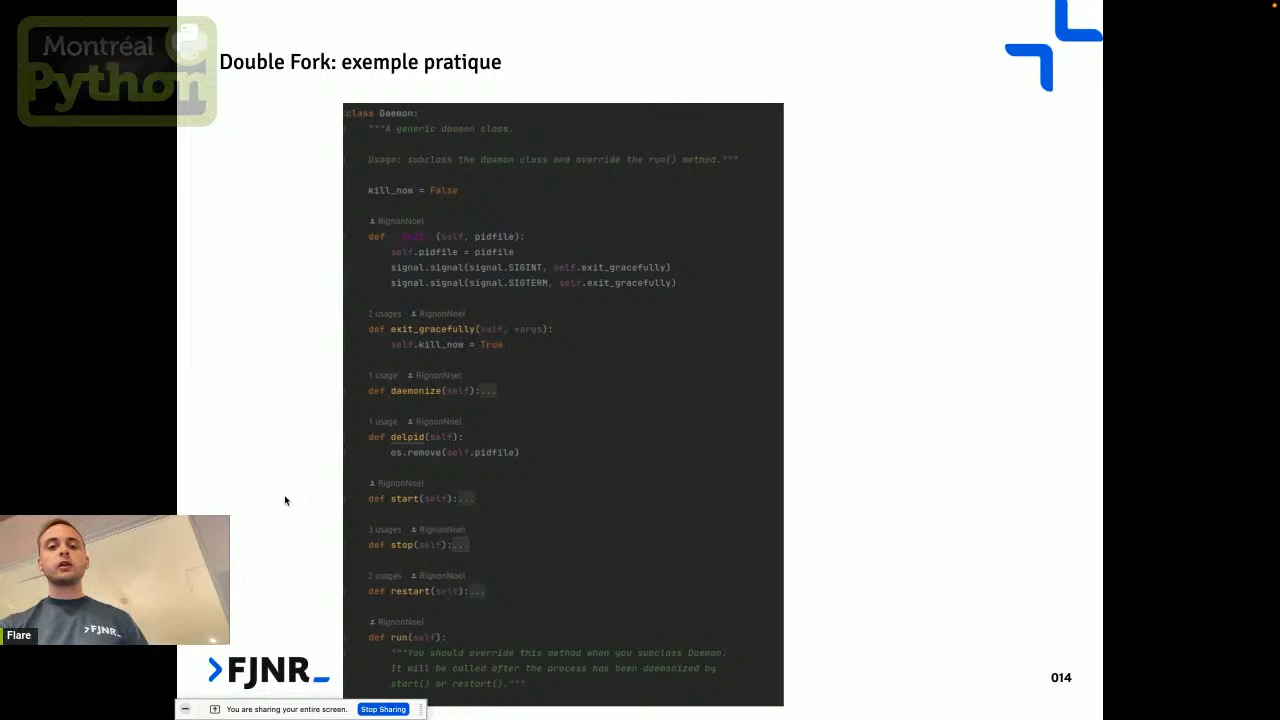 Montréal
Python
Double Fork: exemple pratique
class Daemon:
"""A generic daemon class.
Usage: subclass the daemon class and override the run() method."""
kill_now = False
RignonNoel
def __init__(self, pidfile):
self.pidfile = pidfile
signal.signal(signal.SIGINT, self.exit_gracefully)
signal.signal(signal.SIGTERM, self.exit_gracefully)
2 usages RignonNoel
def exit_gracefully(self, *args):
self.kill_now = True
1 usage RignonNoel
def daemonize(self):...
1 usage RignonNoel
def delpid(self):
os.remove(self.pidfile)
RignonNoel
def start(self):...
3 usages RignonNoel
def stop(self):...
2 usages RignonNoel
def restart(self):...
RignonNoel
def run(self):
"""You should override this method when you subclass Daemon.
It will be called after the process has been daemonized by
start() or restart()."""
>FJNR_
Flare
>FJNR_
014
You are sharing your entire screen. Stop Sharing